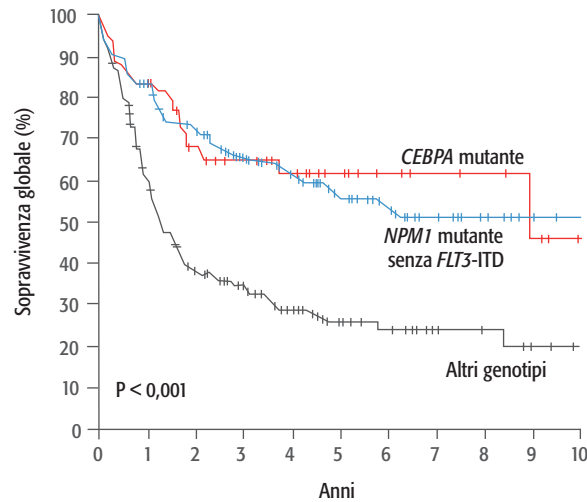 Sopravvivenza globale (%)
100
90
80
70
60
50
40
30
20
10
0
CEBPA mutante
NPM1 mutante
senza FLT3-ITD
Altri genotipi
P < 0,001
0 1 2 3 4 5 6 7 8 9 10
Anni